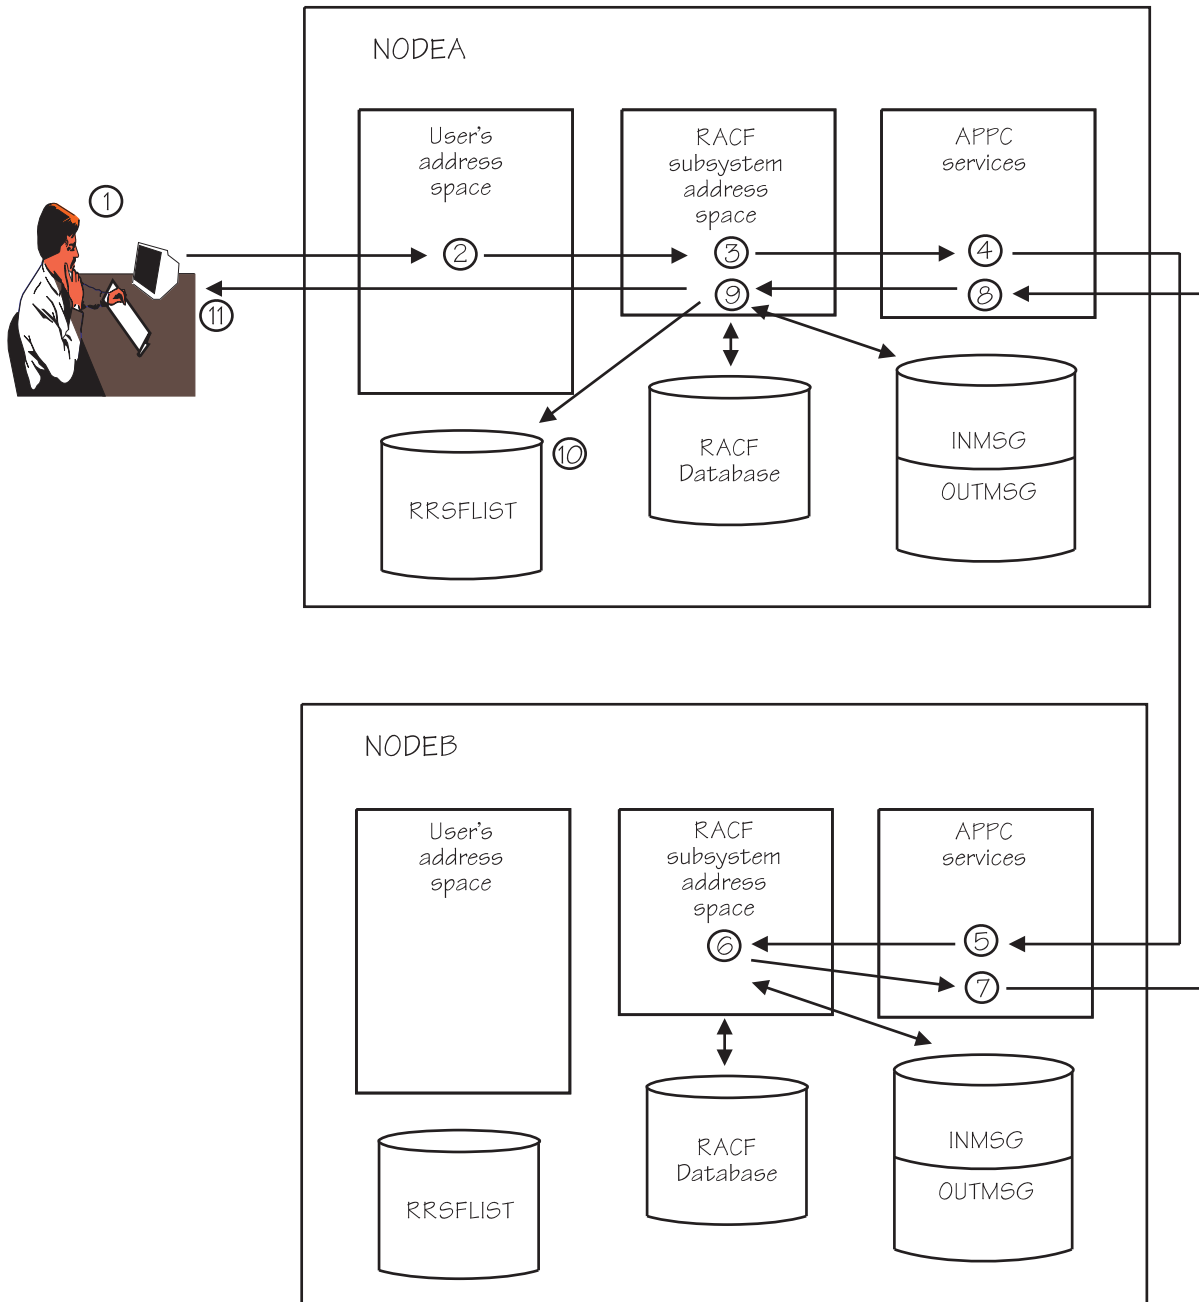 NODEA
User's
address
space
RACF
subsystem
address
space
APPC
services
1
2
3
4
9
8
11
10
RRSFLIST
RACF
Database
INMSG
OUTMSG
NODEB
User's
address
space
RACF
subsystem
address
space
APPC
services
6
5
7
RRSFLIST
RACF
Database
INMSG
OUTMSG